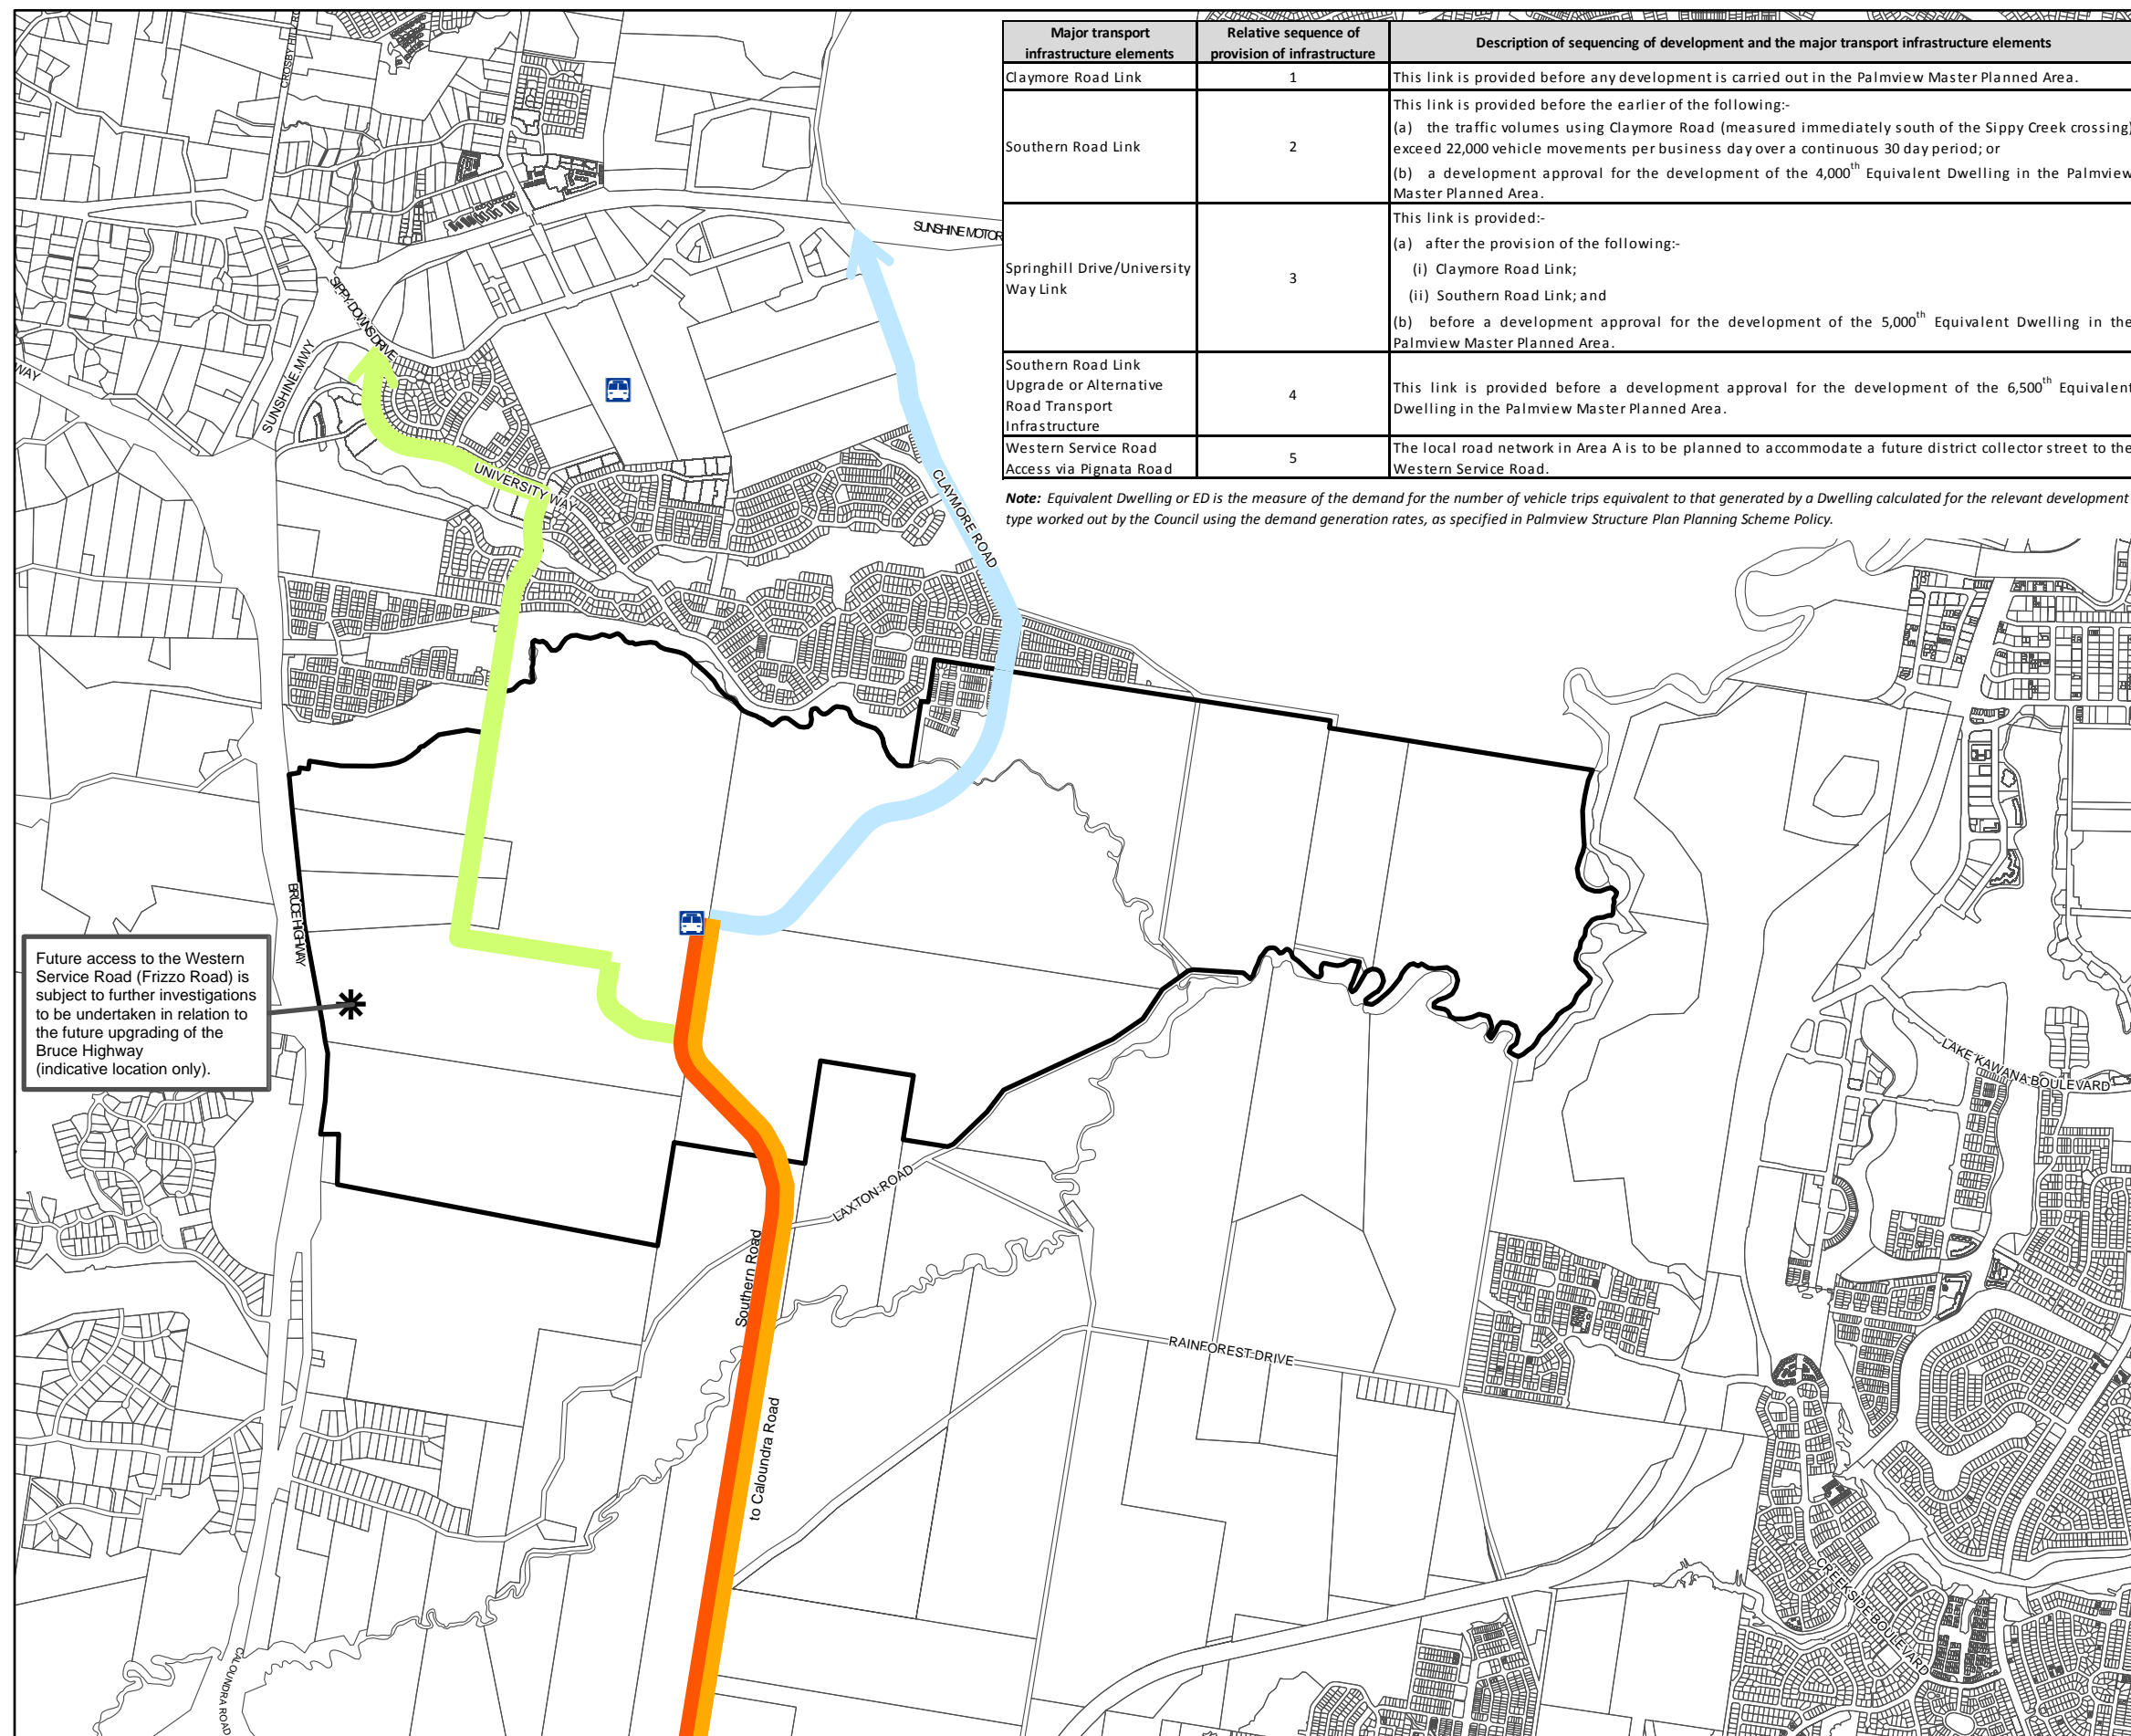 Major transport
infrastructure elements
Relative sequence of
provision of infrastructure
Description of sequencing of development and the major transport infrastructure elements
Claymore Road Link
1
This link is provided before any development is carried out in the Palmview Master Planned Area.
Southern Road Link
2
This link is provided before the earlier of the following:-
(a) the traffic volumes using Claymore Road (measured immediately south of the Sippy Creek crossing)
exceed 22,000 vehicle movements per business day over a continuous 30 day period; or
(b) a development approval for the development of the 4,000th Equivalent Dwelling in the Palmview
Master Planned Area.
Springhill Drive/University
Way Link
3
This link is provided:-
(a) after the provision of the following:-
(i) Claymore Road Link;
(ii) Southern Road Link; and
(b) before a development approval for the development of the 5,000th Equivalent Dwelling in the
Palmview Master Planned Area.
Southern Road Link
Upgrade or Alternative
Road Transport
Infrastructure
4
This link is provided before a development approval for the development of the 6,500th Equivalent
Dwelling in the Palmview Master Planned Area.
Western Service Road
Access via Pignata Road
5
The local road network in Area A is to be planned to accommodate a future district collector street to the
Western Service Road.
Note: Equivalent Dwelling or ED is the measure of the demand for the number of vehicle trips equivalent to that generated by a Dwelling calculated for the relevant development
type worked out by the Council using the demand generation rates, as specified in Palmview Structure Plan Planning Scheme Policy.
CROSBY HILL
SUNSHINE MOTOR
SIPPY DOWNS DRIVE
SUNSHINE MWY
WAY
UNIVERSITY WAY
CLAYMORE ROAD
BRUCE HIGHWAY
Future access to the Western
Service Road (Frizzo Road) is
subject to further investigations
to be undertaken in relation to
the future upgrading of the
Bruce Highway
(indicative location only).
LAKE KAWANA BOULEVARD
LAXTON ROAD
Southern Road
RAINFOREST DRIVE
to Caloundra Road
CREEKSIDE BOULEVARD
CALOUNDRA ROAD